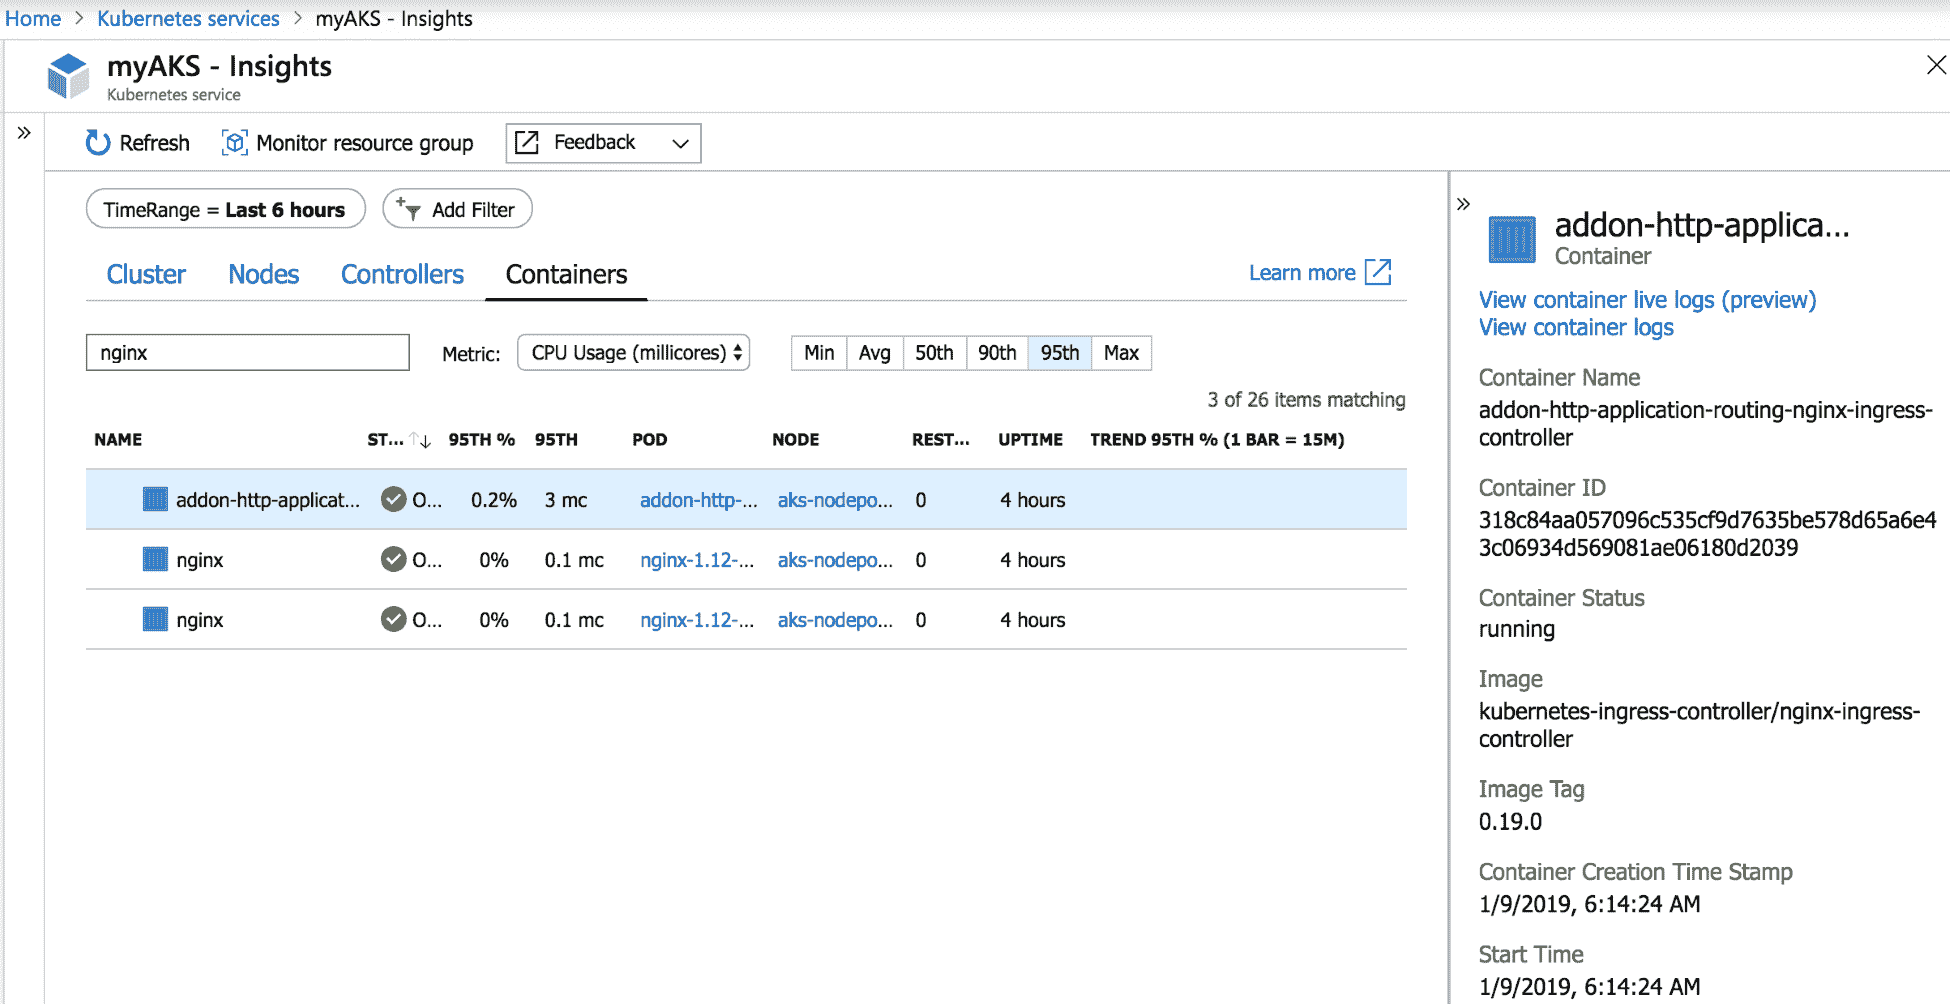 Home > Kubernetes services > myAKS - Insights
myAKS - Insights
Kubernetes service
Refresh Monitor resource group Feedback
TimeRange = Last 6 hours Add Filter
Cluster Nodes Controllers Containers Learn more
nginx Metric: CPU Usage (millicores) Min Avg 50th 90th 95th Max
3 of 26 items matching
NAME ST... 95TH % 95TH POD NODE REST... UPTIME TREND 95TH % (1 BAR = 15M)
addon-http-applicat... O... 0.2% 3 mc addon-http-... aks-nodepo... 0 4 hours
nginx O... 0% 0.1 mc nginx-1.12-... aks-nodepo... 0 4 hours
nginx O... 0% 0.1 mc nginx-1.12-... aks-nodepo... 0 4 hours
addon-http-applica...
Container
View container live logs (preview)
View container logs
Container Name
addon-http-application-routing-nginx-ingress-
controller
Container ID
318c84aa057096c535cf9d7635be578d65a6e4
3c06934d569081ae06180d2039
Container Status
running
Image
kubernetes-ingress-controller/nginx-ingress-
controller
Image Tag
0.19.0
Container Creation Time Stamp
1/9/2019, 6:14:24 AM
Start Time
1/9/2019, 6:14:24 AM